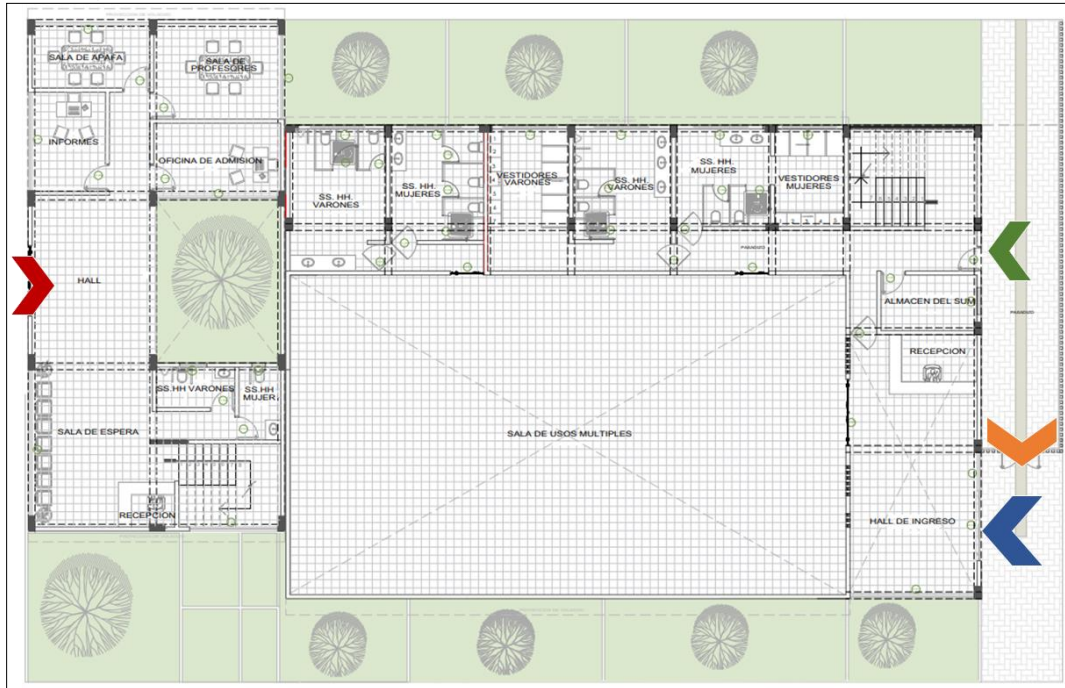 SALA DE APAFA
SALA DE
PROFESORES
INFORMES
OFICINA DE ADMISION
SS. HH.
VARONES
SS. HH.
MUJERES
VESTIDORES
VARONES
SS. HH.
VARONES
SS. HH.
MUJERES
VESTIDORES
MUJERES
HALL
PASADIZO
ALMACEN DEL SUM
PASADIZO
RECEPCION
SS.HH VARONES
SS.HH
MUJER
SALA DE ESPERA
SALA DE USOS MULTIPLES
RECEPCION
HALL DE INGRESO